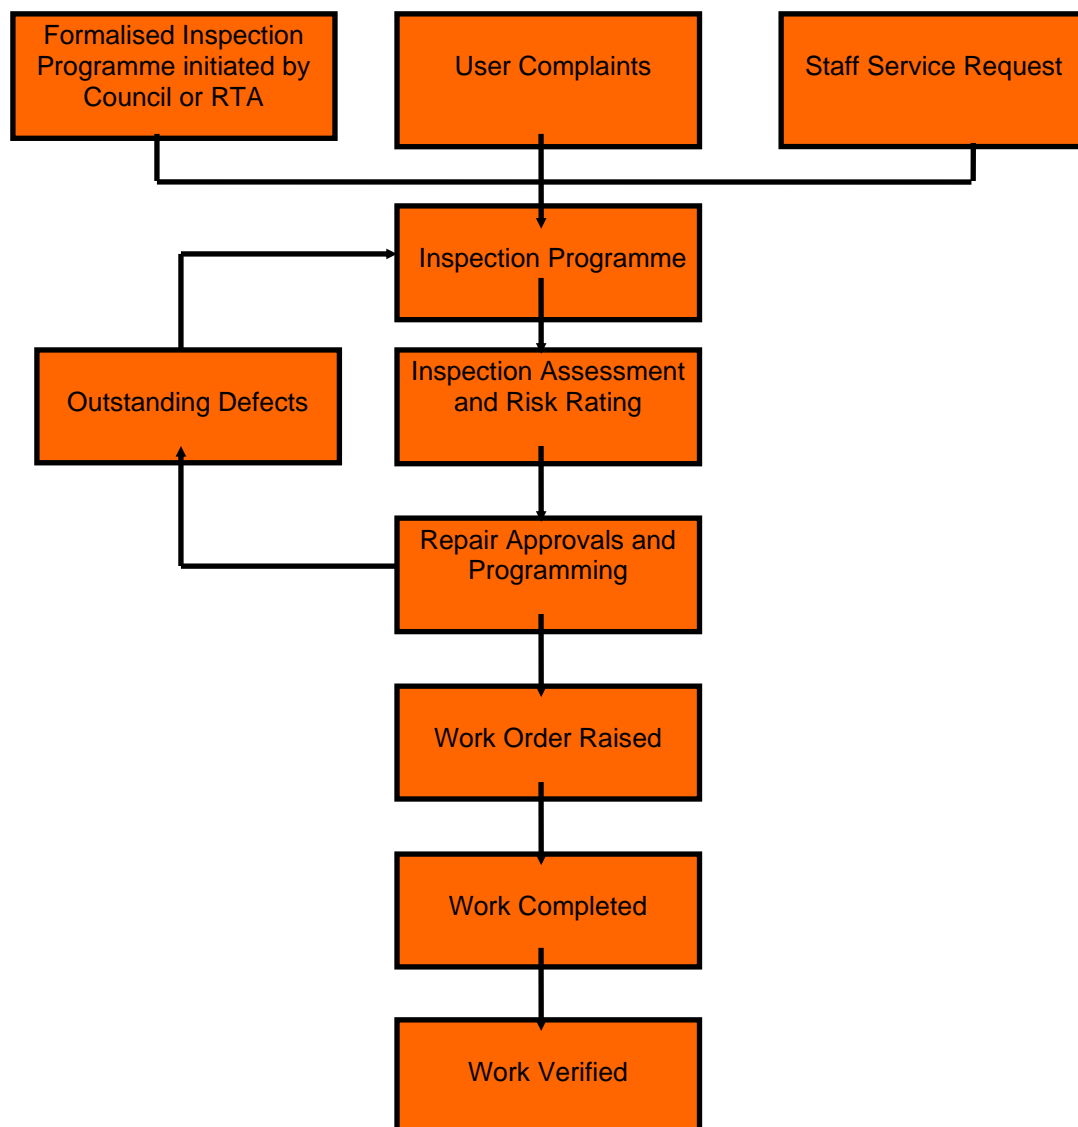 Formalised Inspection
Programme initiated by
Council or RTA
User Complaints
Staff Service Request
Inspection Programme
Outstanding Defects
Inspection Assessment
and Risk Rating
Repair Approvals and
Programming
Work Order Raised
Work Completed
Work Verified